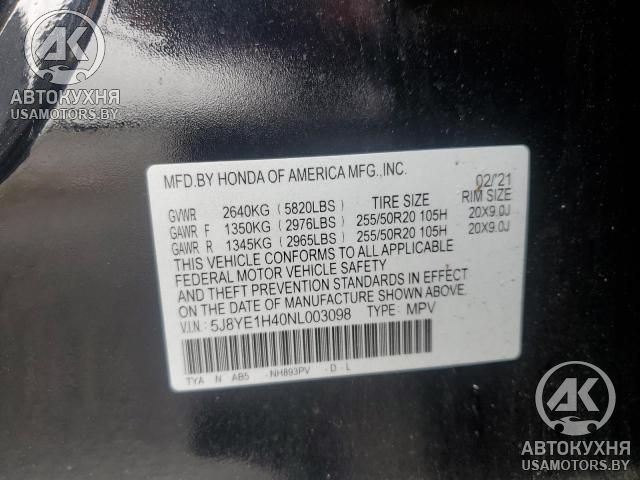 AK
АВТОКУХНЯ
USAMOTORS.BY
MFD.BY HONDA OF AMERICA MFG.,INC. 02/'21
GVWR 2640KG (5820LBS) TIRE SIZE RIM SIZE
GAWR F 1350KG (2976LBS) 255/50R20 105H 20X9.0J
GAWR R 1345KG (2965LBS) 255/50R20 105H 20X9.0J
THIS VEHICLE CONFORMS TO ALL APPLICABLE
FEDERAL MOTOR VEHICLE SAFETY
AND THEFT PREVENTION STANDARDS IN EFFECT
ON THE DATE OF MANUFACTURE SHOWN ABOVE.
V.I.N.: 5J8YE1H40NL003098 TYPE: MPV
TYA N AB5 -NH893PV -D-L
AK
АВТОКУХНЯ
USAMOTORS.BY